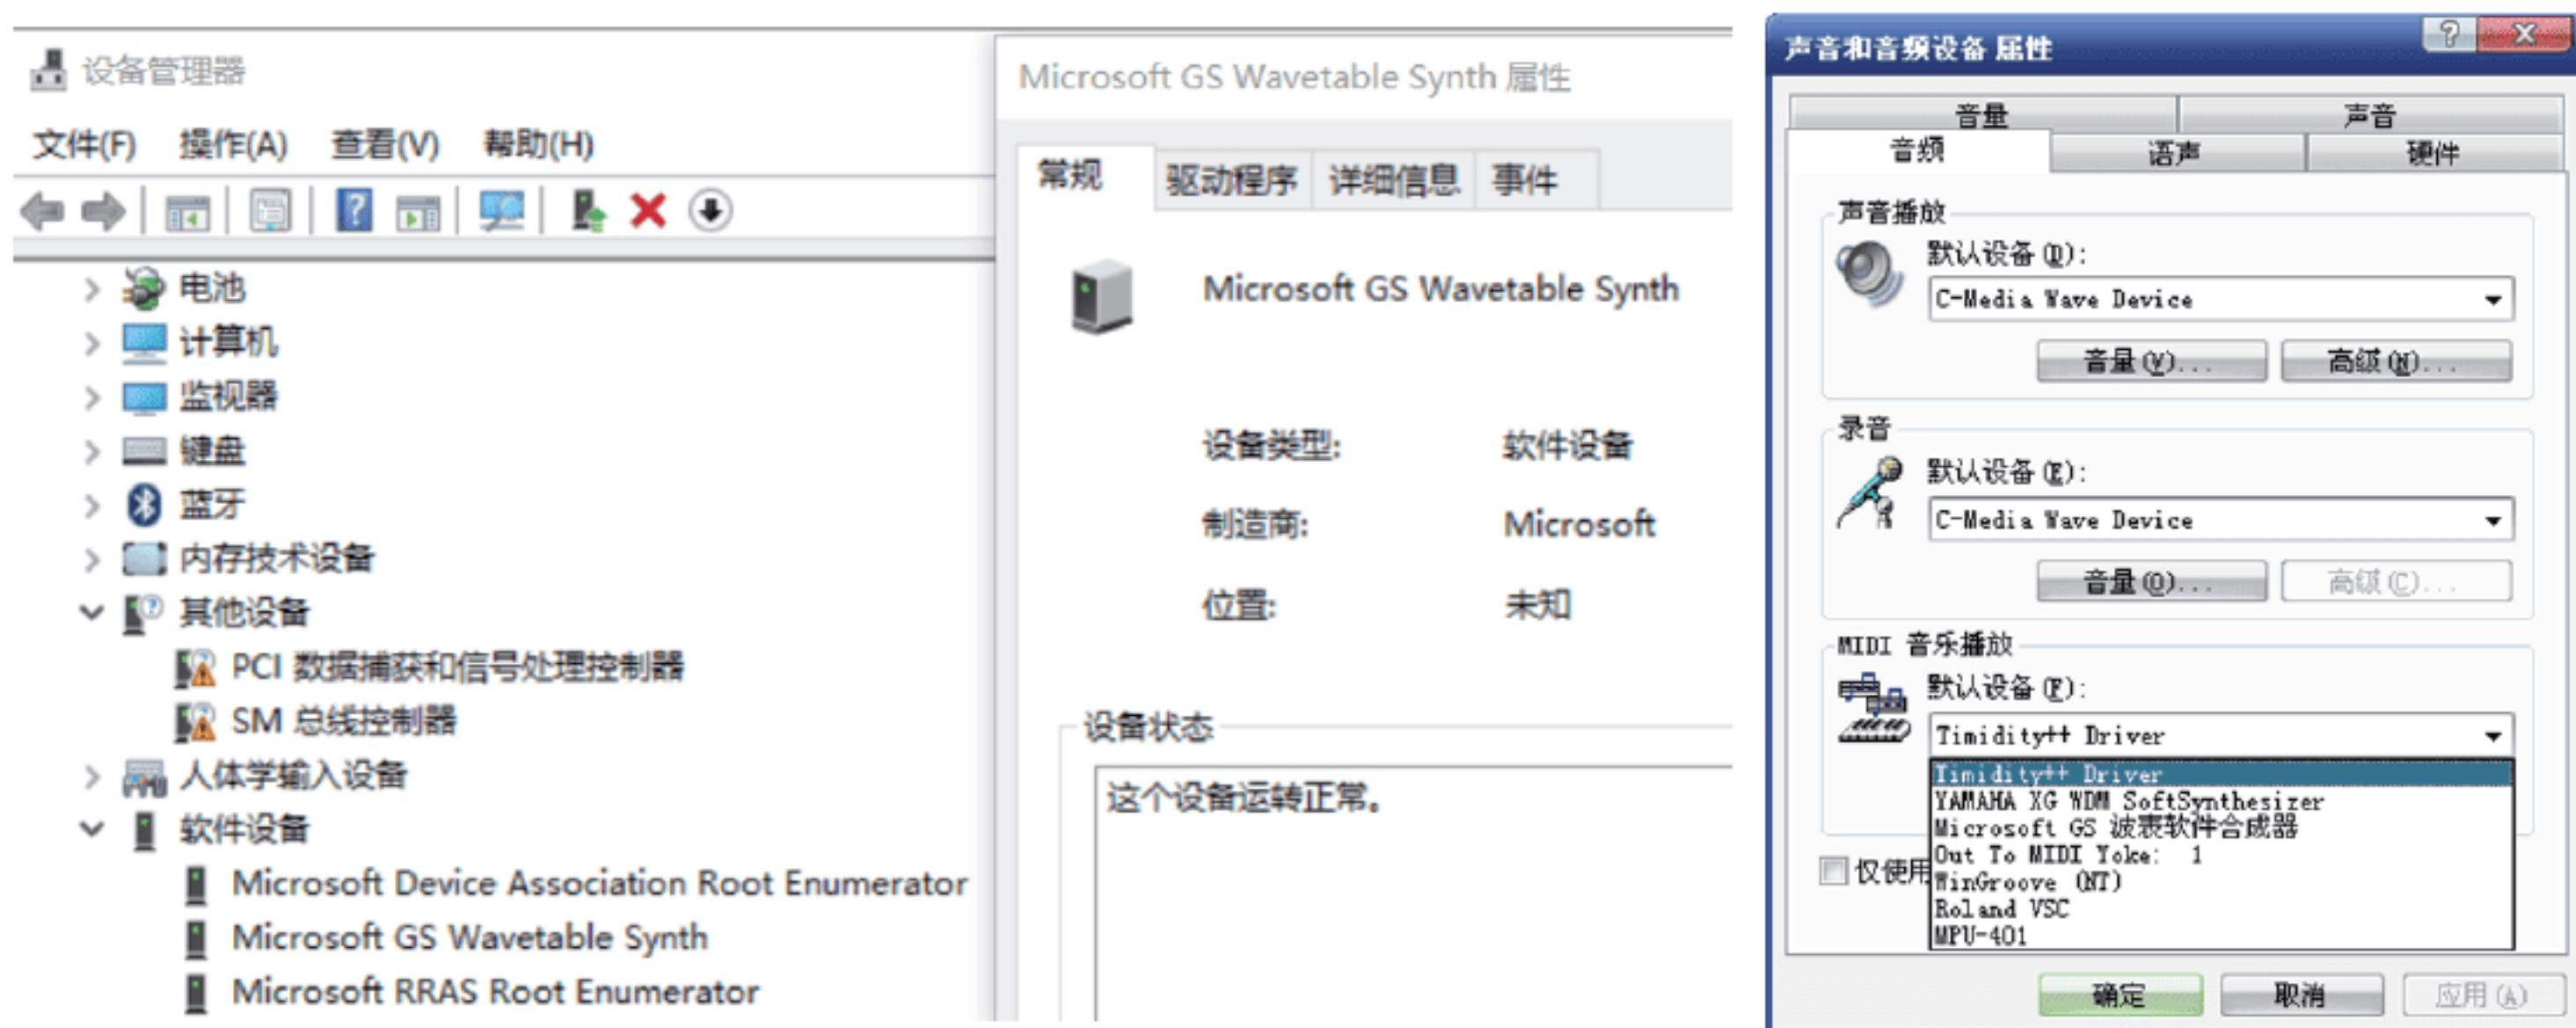 设备管理器
文件(F) 操作(A) 查看(V) 帮助(H)
电池
计算机
监视器
键盘
蓝牙
内存技术设备
其他设备
PCI 数据捕获和信号处理控制器
SM 总线控制器
人体学输入设备
软件设备
Microsoft Device Association Root Enumerator
Microsoft GS Wavetable Synth
Microsoft RRAS Root Enumerator
Microsoft GS Wavetable Synth 属性
常规 驱动程序 详细信息 事件
Microsoft GS Wavetable Synth
设备类型: 软件设备
制造商: Microsoft
位置: 未知
设备状态
这个设备运转正常。
声音和音频设备 属性
音量 声音
音频 语声 硬件
声音播放
默认设备(D):
C-Media Wave Device
音量(V)... 高级(N)...
录音
默认设备(E):
C-Media Wave Device
音量(O)... 高级(C)...
MIDI 音乐播放
默认设备(F):
Timidity++ Driver
Timidity++ Driver
YAMAHA XG WDM SoftSynthesizer
Microsoft GS 波表软件合成器
Out To MIDI Yoke: 1
仅使用
WinGroove (NT)
Roland VSC
MPU-401
确定 取消 应用(A)